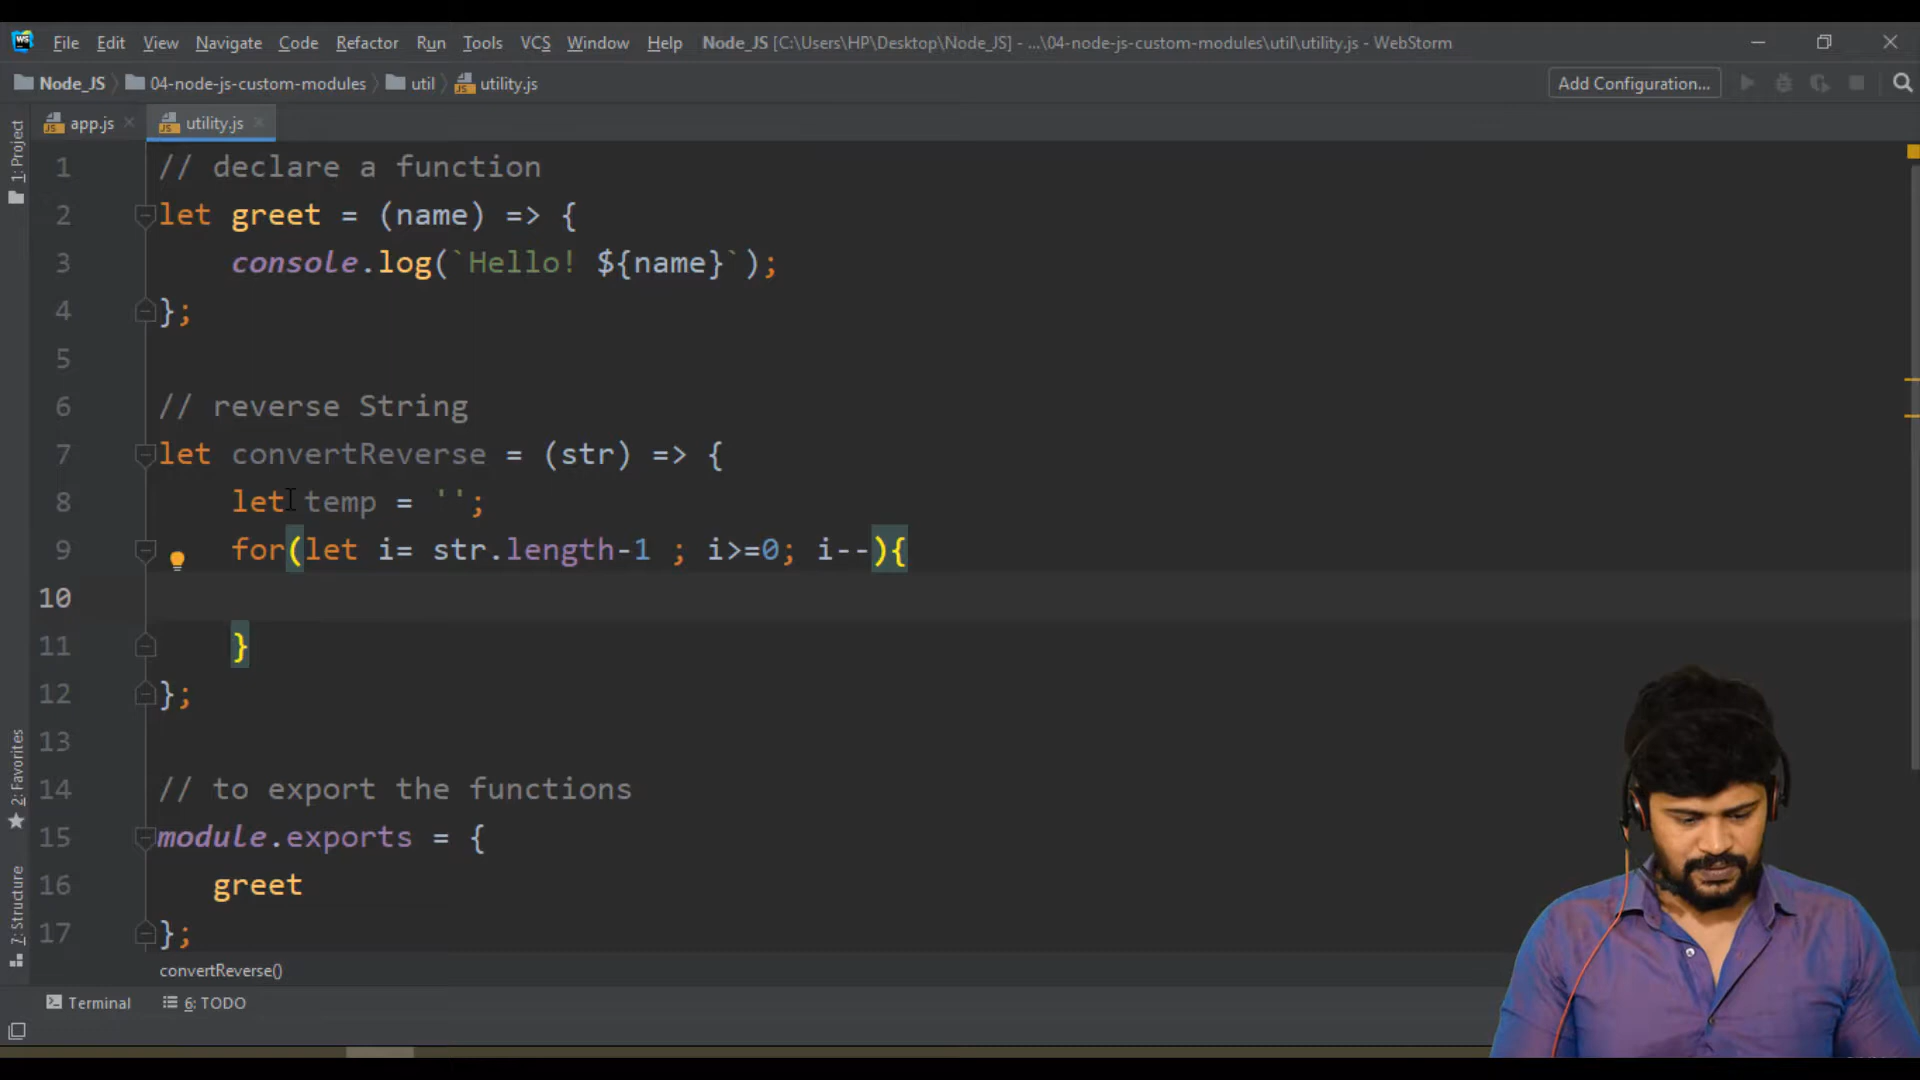 WS File Edit View Navigate Code Refactor Run Tools VCS Window Help Node_JS [C:\Users\HP\Desktop\Node_JS] - ...\04-node-js-custom-modules\util\utility.js - WebStorm
Node_JS 04-node-js-custom-modules util utility.js Add Configuration...
app.js utility.js
1: Project
1 // declare a function
2 let greet = (name) => {
3 console.log(`Hello! ${name}`);
4 };
5
6 // reverse String
7 let convertReverse = (str) => {
8 let temp = '';
9 for(let i= str.length-1 ; i>=0; i--){
10
11 }
12 };
13
14 // to export the functions
15 module.exports = {
16 greet
17 };
2: Favorites
7: Structure
convertReverse()
Terminal 6: TODO